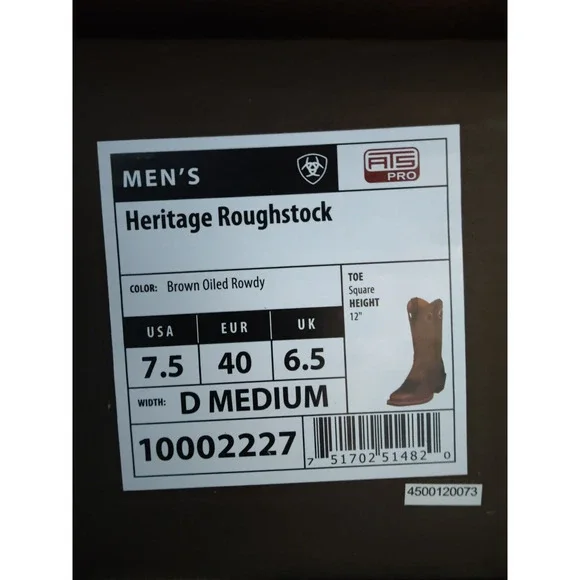 MEN'S
ATS
PRO
Heritage Roughstock
COLOR: Brown Oiled Rowdy
TOE
Square
HEIGHT
12"
USA EUR UK
7.5 40 6.5
WIDTH: D MEDIUM
10002227
7 51702 51482 0
4500120073